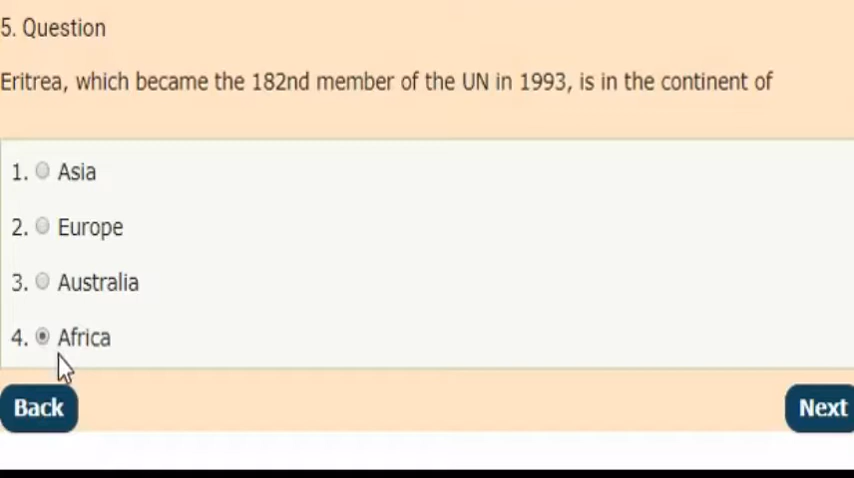 5. Question
Eritrea, which became the 182nd member of the UN in 1993, is in the continent of
1. Asia
2. Europe
3. Australia
4. Africa
Back Next